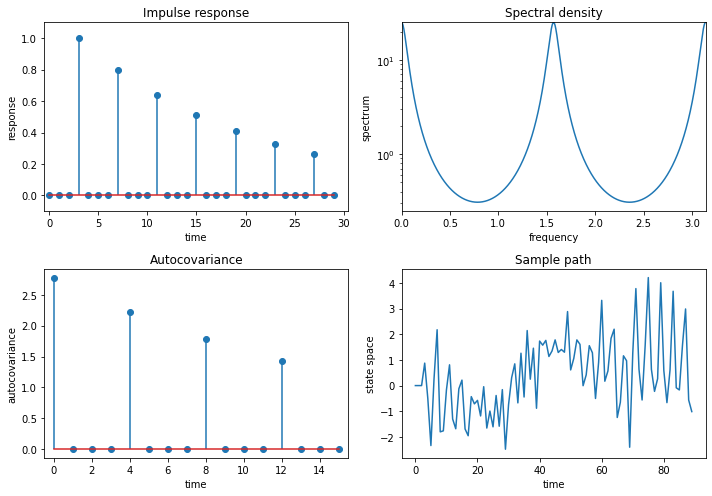 Impulse response
1.0
0.8
0.6
0.4
0.2
0.0
response
0 5 10 15 20 25 30
time
Spectral density
10¹
10⁰
spectrum
0.0 0.5 1.0 1.5 2.0 2.5 3.0
frequency
Autocovariance
2.5
2.0
1.5
1.0
0.5
0.0
autocovariance
0 2 4 6 8 10 12 14
time
Sample path
4
3
2
1
0
−1
−2
state space
0 20 40 60 80
time